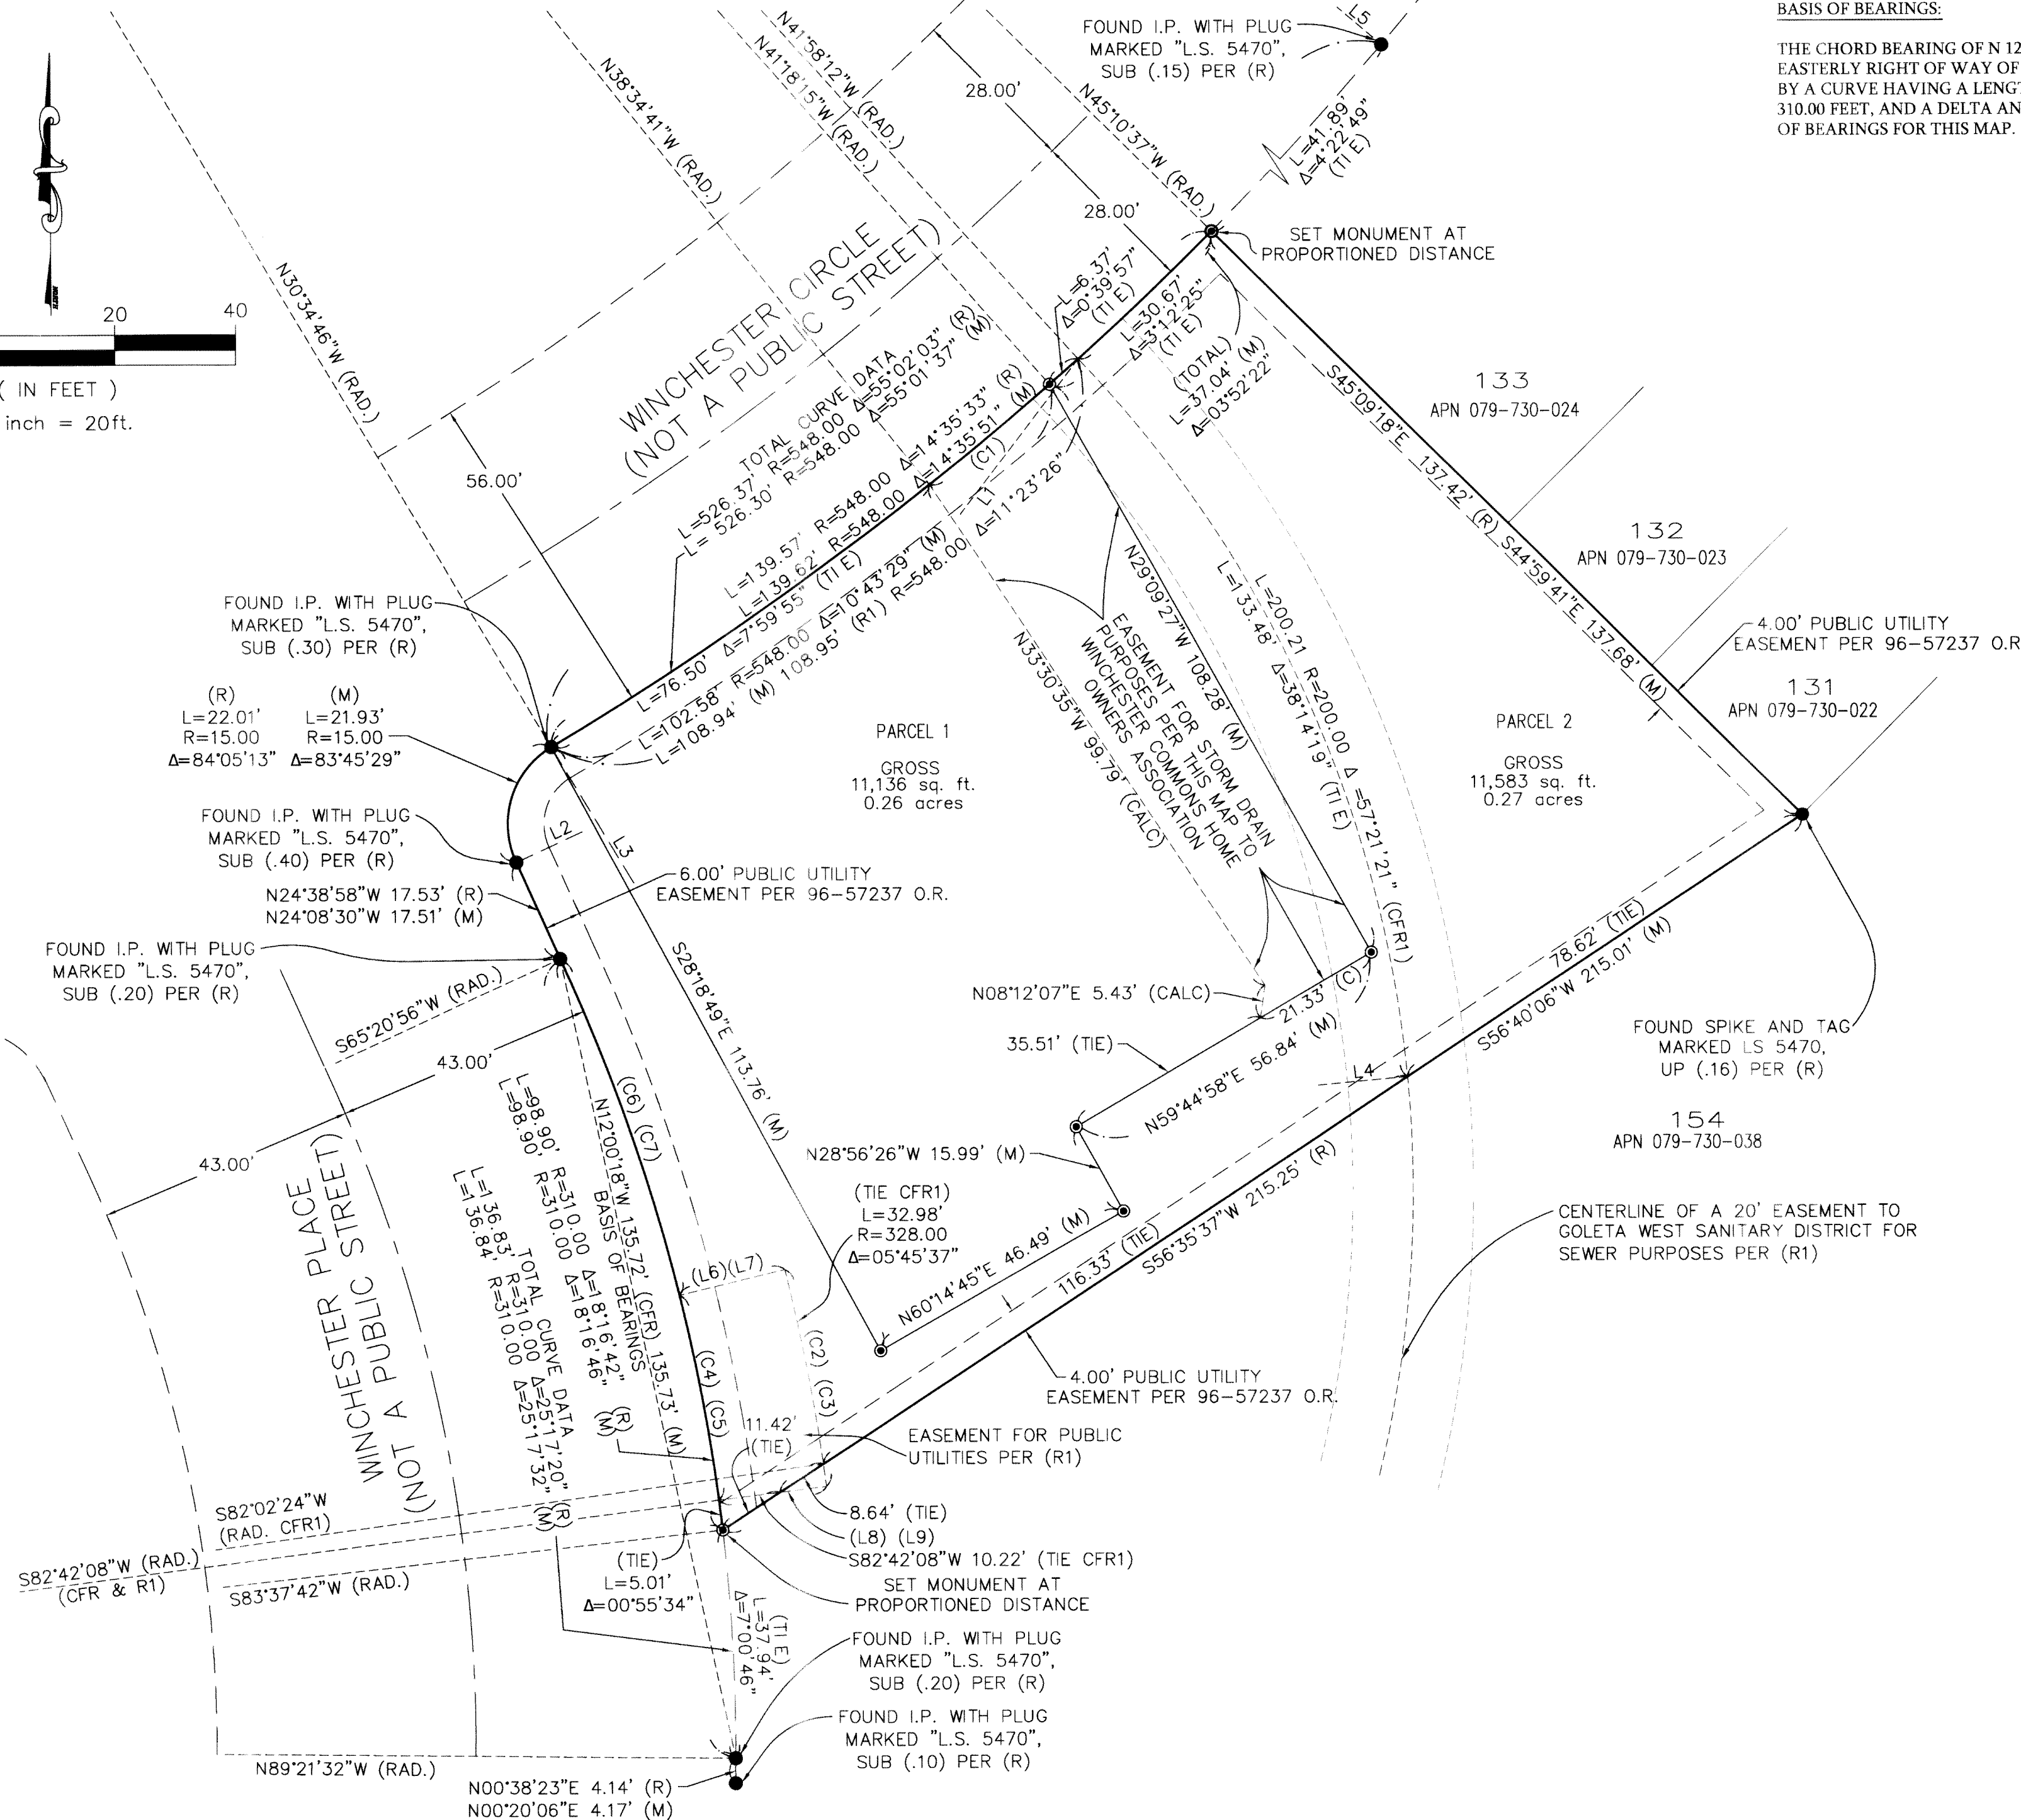 BASIS OF BEARINGS:
THE CHORD BEARING OF N 12
EASTERLY RIGHT OF WAY OF
BY A CURVE HAVING A LENGT
310.00 FEET, AND A DELTA AN
OF BEARINGS FOR THIS MAP.
20
40
( IN FEET )
inch = 20ft.
FOUND I.P. WITH PLUG
MARKED "L.S. 5470",
SUB (.15) PER (R)
L5
L=41.89'
Δ=4°22'49"
(TIE)
N41°58'12"W (RAD.)
N41°18'15"W (RAD.)
N38°34'41"W (RAD.)
N45°10'37"W (RAD.)
N30°34'46"W (RAD.)
28.00'
28.00'
56.00'
SET MONUMENT AT
PROPORTIONED DISTANCE
WINCHESTER CIRCLE
(NOT A PUBLIC STREET)
L=6.37'
Δ=0°39'57"
(TIE)
L=30.67'
Δ=3°12'25"
(TIE)
(TOTAL)
L=37.04' (M)
Δ=03°52'22"
TOTAL CURVE DATA
L=526.37' R=548.00 Δ=55°02'03" (R)
L= 526.30' R=548.00 Δ=55°01'37" (M)
L=139.57' R=548.00 Δ=14°35'33" (R)
L=139.62' R=548.00 Δ=14°35'51" (M)
(C1)
L1
L=76.50' Δ=7°59'55" (TIE)
L=102.58' R=548.00 Δ=10°43'29" (M)
L=108.94' (M) 108.95' (R1) R=548.00 Δ=11°23'26"
133
APN 079-730-024
S45°09'18"E 137.42' (R) S44°59'41"E 137.68' (M)
132
APN 079-730-023
4.00' PUBLIC UTILITY
EASEMENT PER 96-57237 O.R
131
APN 079-730-022
FOUND I.P. WITH PLUG
MARKED "L.S. 5470",
SUB (.30) PER (R)
(R) (M)
L=22.01' L=21.93'
R=15.00 R=15.00
Δ=84°05'13" Δ=83°45'29"
FOUND I.P. WITH PLUG
MARKED "L.S. 5470",
SUB (.40) PER (R)
L2
L3
PARCEL 1
GROSS
11,136 sq. ft.
0.26 acres
PARCEL 2
GROSS
11,583 sq. ft.
0.27 acres
N29°09'27"W 108.28' (M)
EASEMENT FOR STORM DRAIN
PURPOSES PER THIS MAP TO
WINCHESTER COMMONS HOME
OWNERS ASSOCIATION
N33°30'35"W 99.79' (CALC)
L=200.21 R=200.00 Δ =57°21'21" (CFR1)
L=133.48' Δ=38°14'19" (TIE)
6.00' PUBLIC UTILITY
EASEMENT PER 96-57237 O.R.
N24°38'58"W 17.53' (R)
N24°08'30"W 17.51' (M)
FOUND I.P. WITH PLUG
MARKED "L.S. 5470",
SUB (.20) PER (R)
S65°20'56"W (RAD.)
43.00'
43.00'
S28°18'49"E 113.76' (M)
N08°12'07"E 5.43' (CALC)
21.33' (C)
35.51' (TIE)
N59°44'58"E 56.84' (M)
78.62' (TIE)
S56°40'06"W 215.01' (M)
L4
FOUND SPIKE AND TAG
MARKED LS 5470,
UP (.16) PER (R)
154
APN 079-730-038
N28°56'26"W 15.99' (M)
(TIE CFR1)
L=32.98'
R=328.00
Δ=05°45'37"
N60°14'45"E 46.49' (M)
116.33' (TIE)
S56°35'37"W 215.25' (R)
CENTERLINE OF A 20' EASEMENT TO
GOLETA WEST SANITARY DISTRICT FOR
SEWER PURPOSES PER (R1)
(C6) (C7)
N12°00'18"W 135.72' (CFR) 135.73' (M)
BASIS OF BEARINGS
L=98.90' R=310.00 Δ=18°16'42" (R)
L=98.90' R=310.00 Δ=18°16'46" (M)
TOTAL CURVE DATA
L=136.83' R=310.00 Δ=25°17'20" (R)
L=136.84' R=310.00 Δ=25°17'32" (M)
WINCHESTER PLACE
(NOT A PUBLIC STREET)
(L6)(L7)
(C2) (C3)
(C4) (C5)
4.00' PUBLIC UTILITY
EASEMENT PER 96-57237 O.R.
11.42'
(TIE)
EASEMENT FOR PUBLIC
UTILITIES PER (R1)
8.64' (TIE)
(L8) (L9)
S82°42'08"W 10.22' (TIE CFR1)
SET MONUMENT AT
PROPORTIONED DISTANCE
S82°02'24"W
(RAD. CFR1)
S82°42'08"W (RAD.)
(CFR & R1)
S83°37'42"W (RAD.)
(TIE)
L=5.01'
Δ=00°55'34"
(TIE)
L=37.94'
Δ=7°00'46"
FOUND I.P. WITH PLUG
MARKED "L.S. 5470",
SUB (.20) PER (R)
FOUND I.P. WITH PLUG
MARKED "L.S. 5470",
SUB (.10) PER (R)
N89°21'32"W (RAD.)
N00°38'23"E 4.14' (R)
N00°20'06"E 4.17' (M)